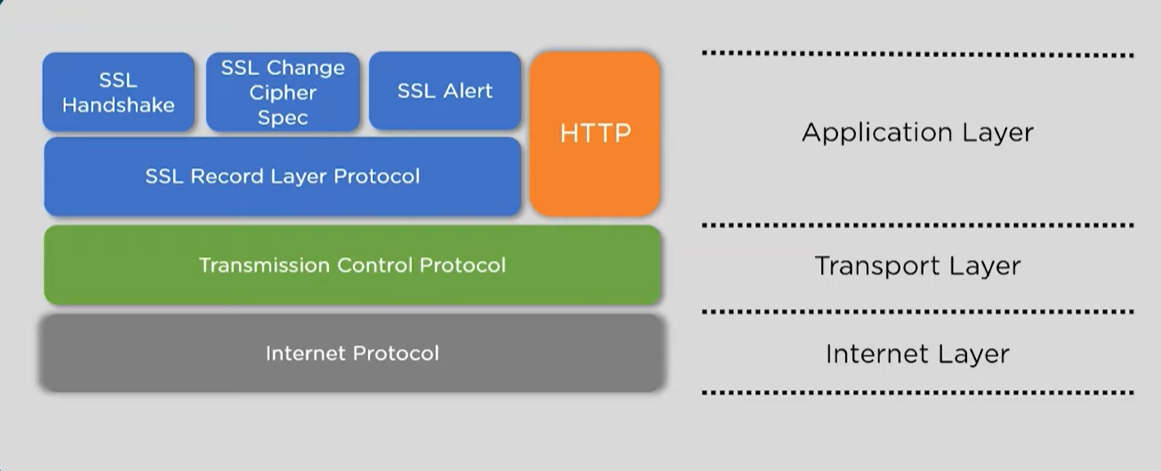 SSL
Handshake
SSL Change
Cipher
Spec
SSL Alert
HTTP
SSL Record Layer Protocol
Transmission Control Protocol
Internet Protocol
Application Layer
Transport Layer
Internet Layer